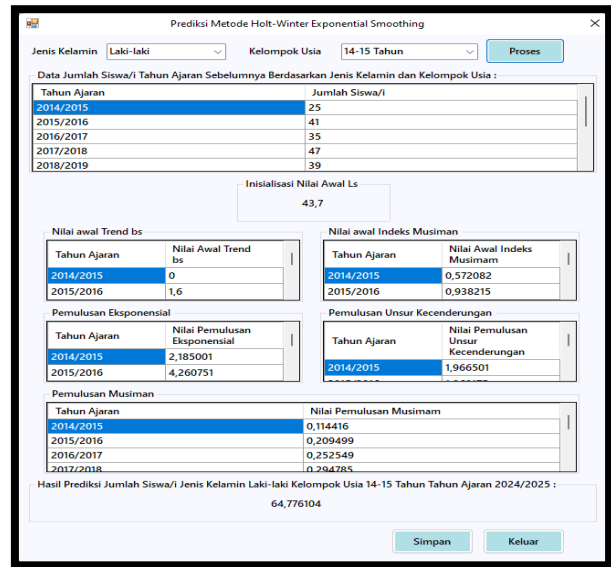 Prediksi Metode Holt-Winter Exponential Smoothing
Jenis Kelamin Laki-laki Kelompok Usia 14-15 Tahun Proses
Data Jumlah Siswa/i Tahun Ajaran Sebelumnya Berdasarkan Jenis Kelamin dan Kelompok Usia :
Tahun Ajaran Jumlah Siswa/i
2014/2015 25
2015/2016 41
2016/2017 35
2017/2018 47
2018/2019 39
Inisialisasi Nilai Awal Ls
43,7
Nilai awal Trend bs
Tahun Ajaran Nilai Awal Trend
bs
2014/2015 0
2015/2016 1,6
Nilai awal Indeks Musiman
Tahun Ajaran Nilai Awal Indeks
Musimam
2014/2015 0,572082
2015/2016 0,938215
Pemulusan Eksponensial
Tahun Ajaran Nilai Pemulusan
Eksponensial
2014/2015 2,185001
2015/2016 4,260751
Pemulusan Unsur Kecenderungan
Tahun Ajaran Nilai Pemulusan
Unsur
Kecenderungan
2014/2015 1,966501
Pemulusan Musiman
Tahun Ajaran Nilai Pemulusan Musimam
2014/2015 0,114416
2015/2016 0,209499
2016/2017 0,252549
2017/2018 0,294785
Hasil Prediksi Jumlah Siswa/i Jenis Kelamin Laki-laki Kelompok Usia 14-15 Tahun Tahun Ajaran 2024/2025 :
64,776104
Simpan Keluar